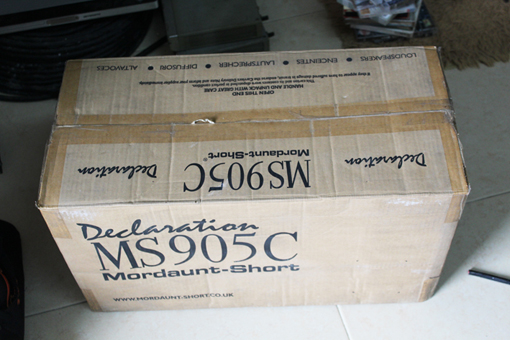 LOUDSPEAKERS • ENCEINTES • LAUTSPRECHER • DIFFUSORI • ALTAVOCES
OPEN THIS END
HANDLE AND UNPACK WITH GREAT CARE
Declaration MS905C Declaration
Mordaunt-Short
Declaration
MS905C
Mordaunt-Short
WWW.MORDAUNT-SHORT.CO.UK